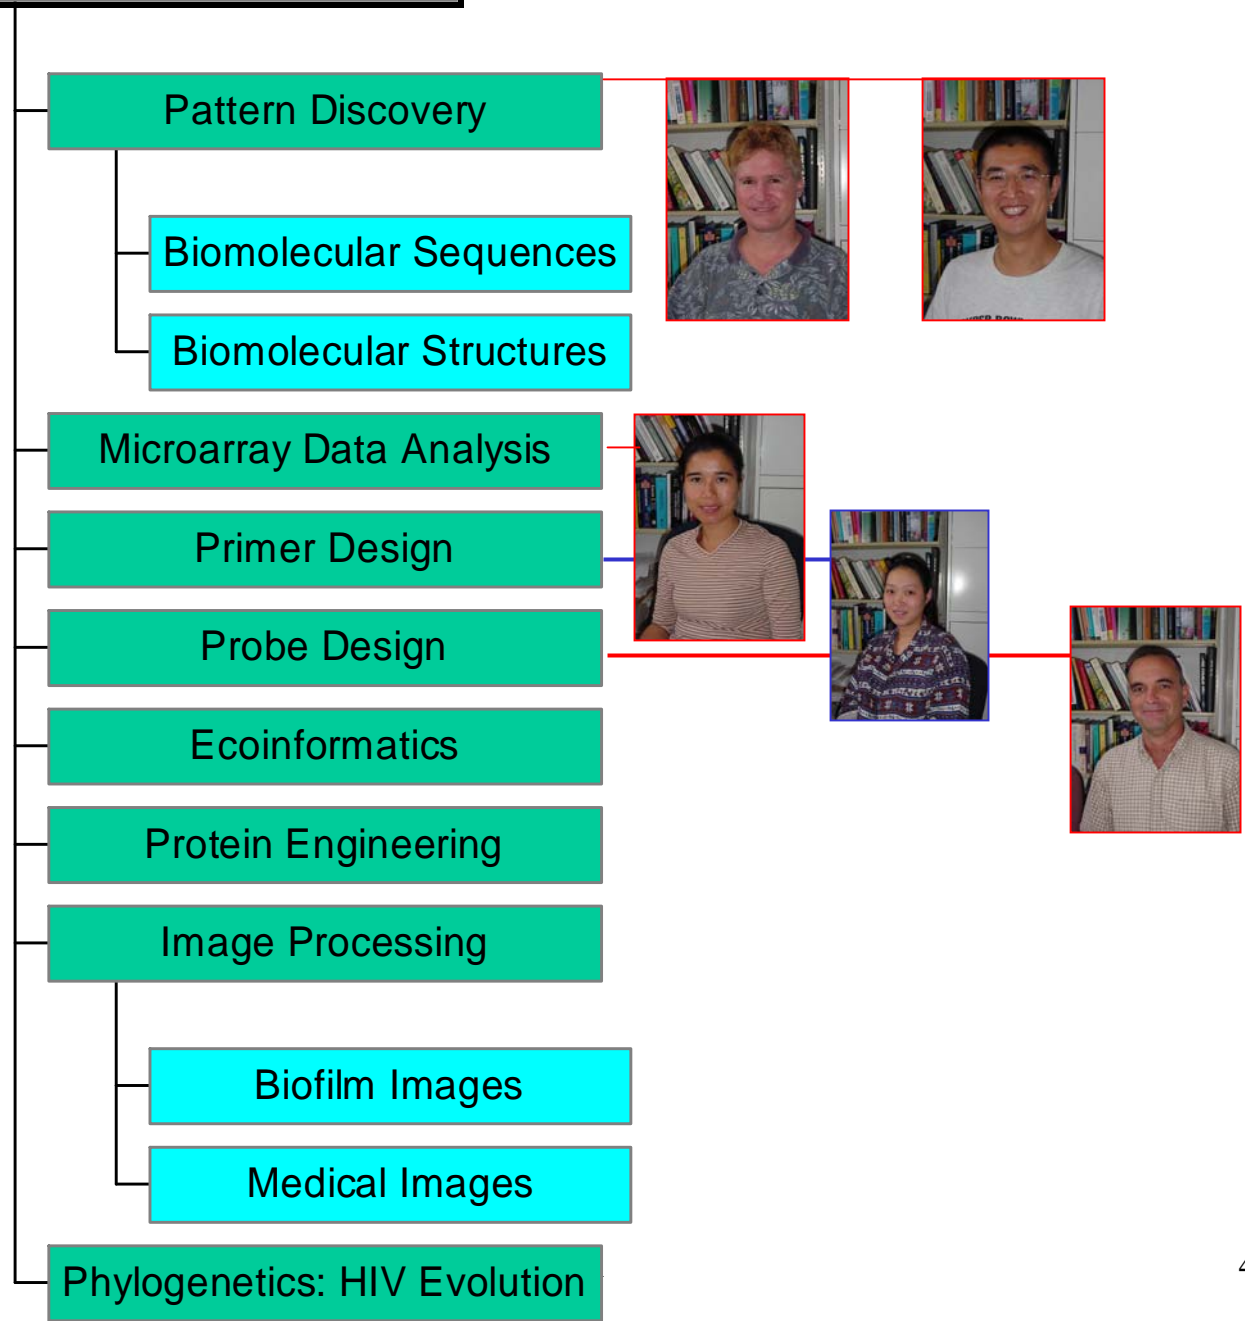 Pattern Discovery
Biomolecular Sequences
Biomolecular Structures
Microarray Data Analysis
Primer Design
Probe Design
Ecoinformatics
Protein Engineering
Image Processing
Biofilm Images
Medical Images
Phylogenetics: HIV Evolution
4